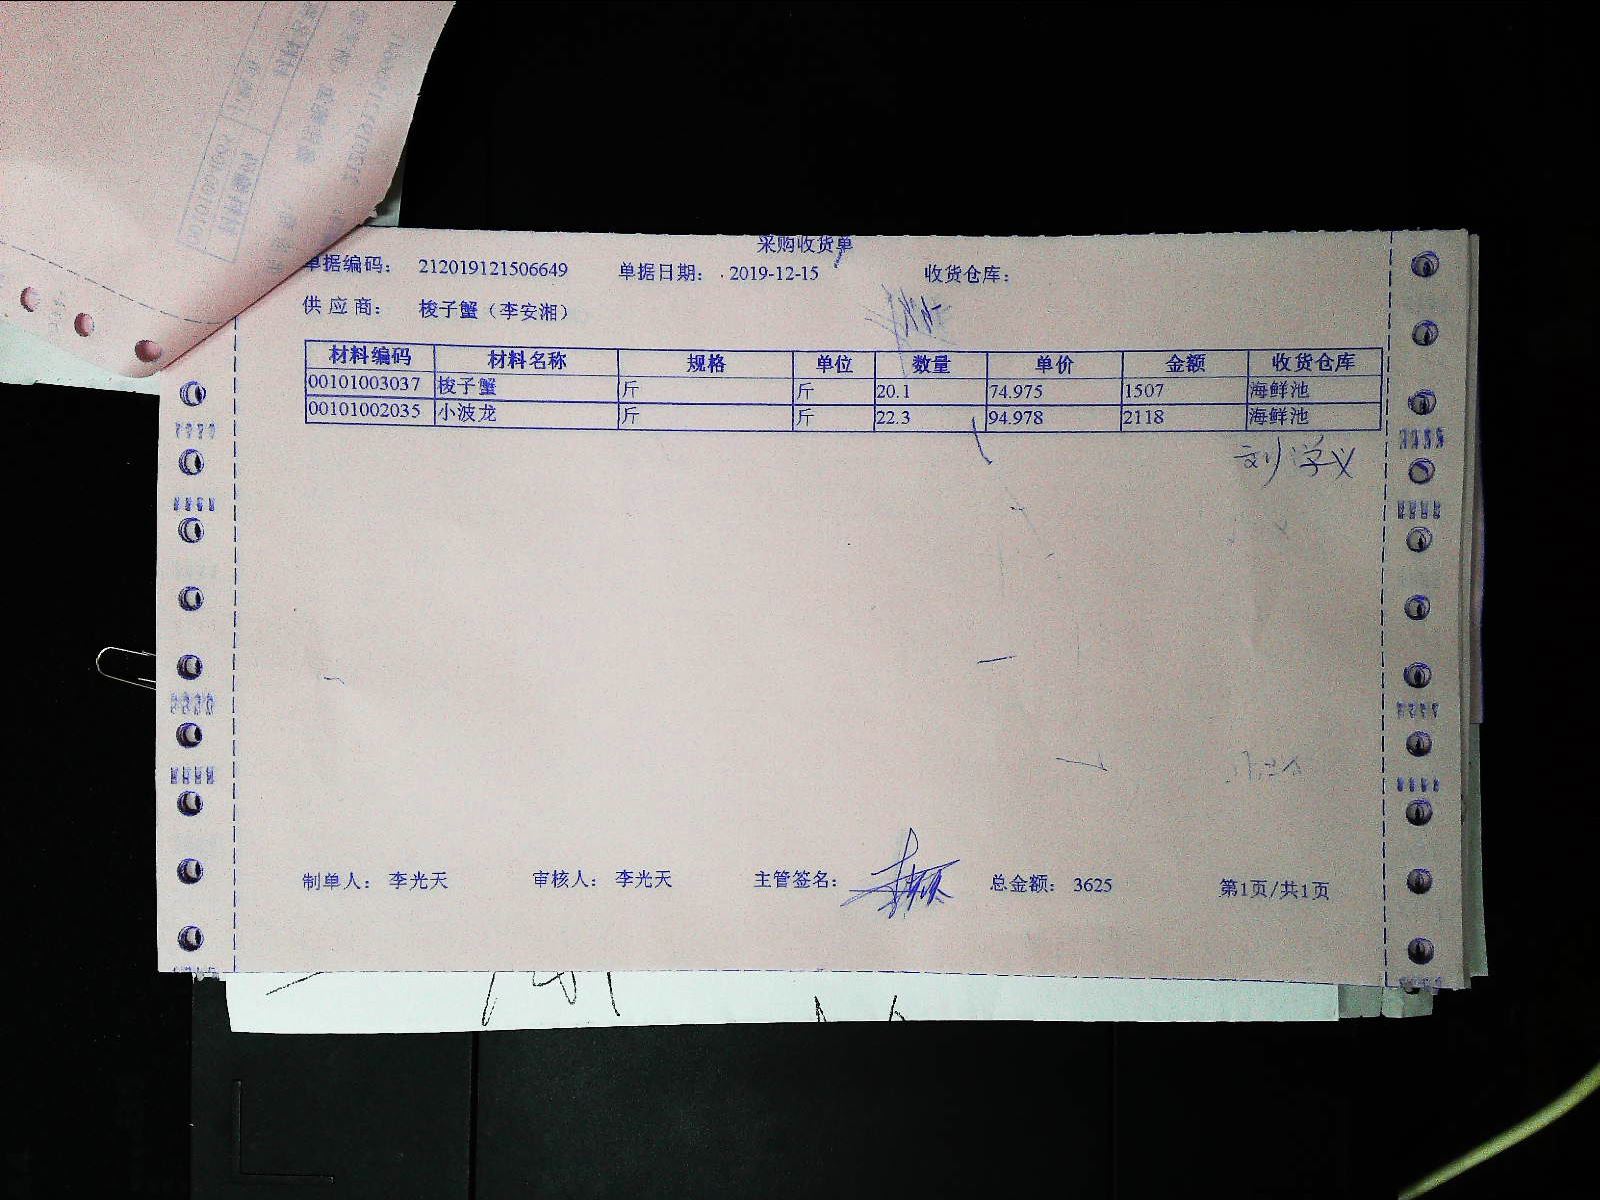 采购收货单
单据编码: 212019121506649 单据日期: 2019-12-15 收货仓库:
供应商: 梭子蟹（李安湘）
材料编码 材料名称 规格 单位 数量 单价 金额 收货仓库
00101003037 梭子蟹 斤 斤 20.1 74.975 1507 海鲜池
00101002035 小波龙 斤 斤 22.3 94.978 2118 海鲜池
刘学义
制单人: 李光天 审核人: 李光天 主管签名: 总金额: 3625 第1页/共1页